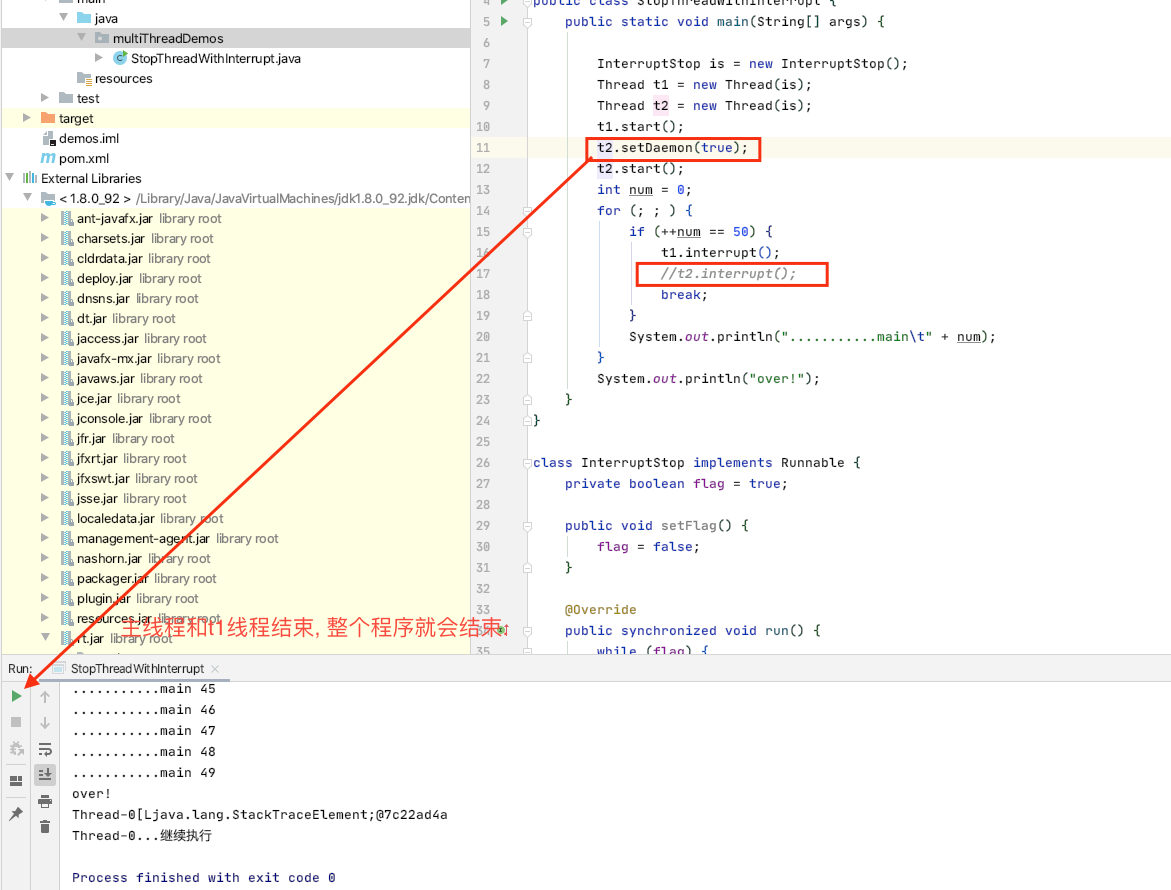 main
java
multiThreadDemos
StopThreadWithInterrupt.java
resources
test
target
demos.iml
pom.xml
External Libraries
< 1.8.0_92 > /Library/Java/JavaVirtualMachines/jdk1.8.0_92.jdk/Conten
ant-javafx.jar library root
charsets.jar library root
cldrdata.jar library root
deploy.jar library root
dnsns.jar library root
dt.jar library root
jaccess.jar library root
javafx-mx.jar library root
javaws.jar library root
jce.jar library root
jconsole.jar library root
jfr.jar library root
jfxrt.jar library root
jfxswt.jar library root
jsse.jar library root
localedata.jar library root
management-agent.jar library root
nashorn.jar library root
packager.jar library root
plugin.jar library root
resources.jar library root
rt.jar library root
主线程和t1线程结束, 整个程序就会结束
4 public class StopThreadWithInterrupt {
5 public static void main(String[] args) {
6
7 InterruptStop is = new InterruptStop();
8 Thread t1 = new Thread(is);
9 Thread t2 = new Thread(is);
10 t1.start();
11 t2.setDaemon(true);
12 t2.start();
13 int num = 0;
14 for (; ; ) {
15 if (++num == 50) {
16 t1.interrupt();
17 //t2.interrupt();
18 break;
19 }
20 System.out.println("...........main\t" + num);
21 }
22 System.out.println("over!");
23 }
24 }
25
26 class InterruptStop implements Runnable {
27 private boolean flag = true;
28
29 public void setFlag() {
30 flag = false;
31 }
32
33 @Override
34 public synchronized void run() {
35 while (flag) {
Run: StopThreadWithInterrupt
...........main 45
...........main 46
...........main 47
...........main 48
...........main 49
over!
Thread-0[Ljava.lang.StackTraceElement;@7c22ad4a
Thread-0...继续执行
Process finished with exit code 0